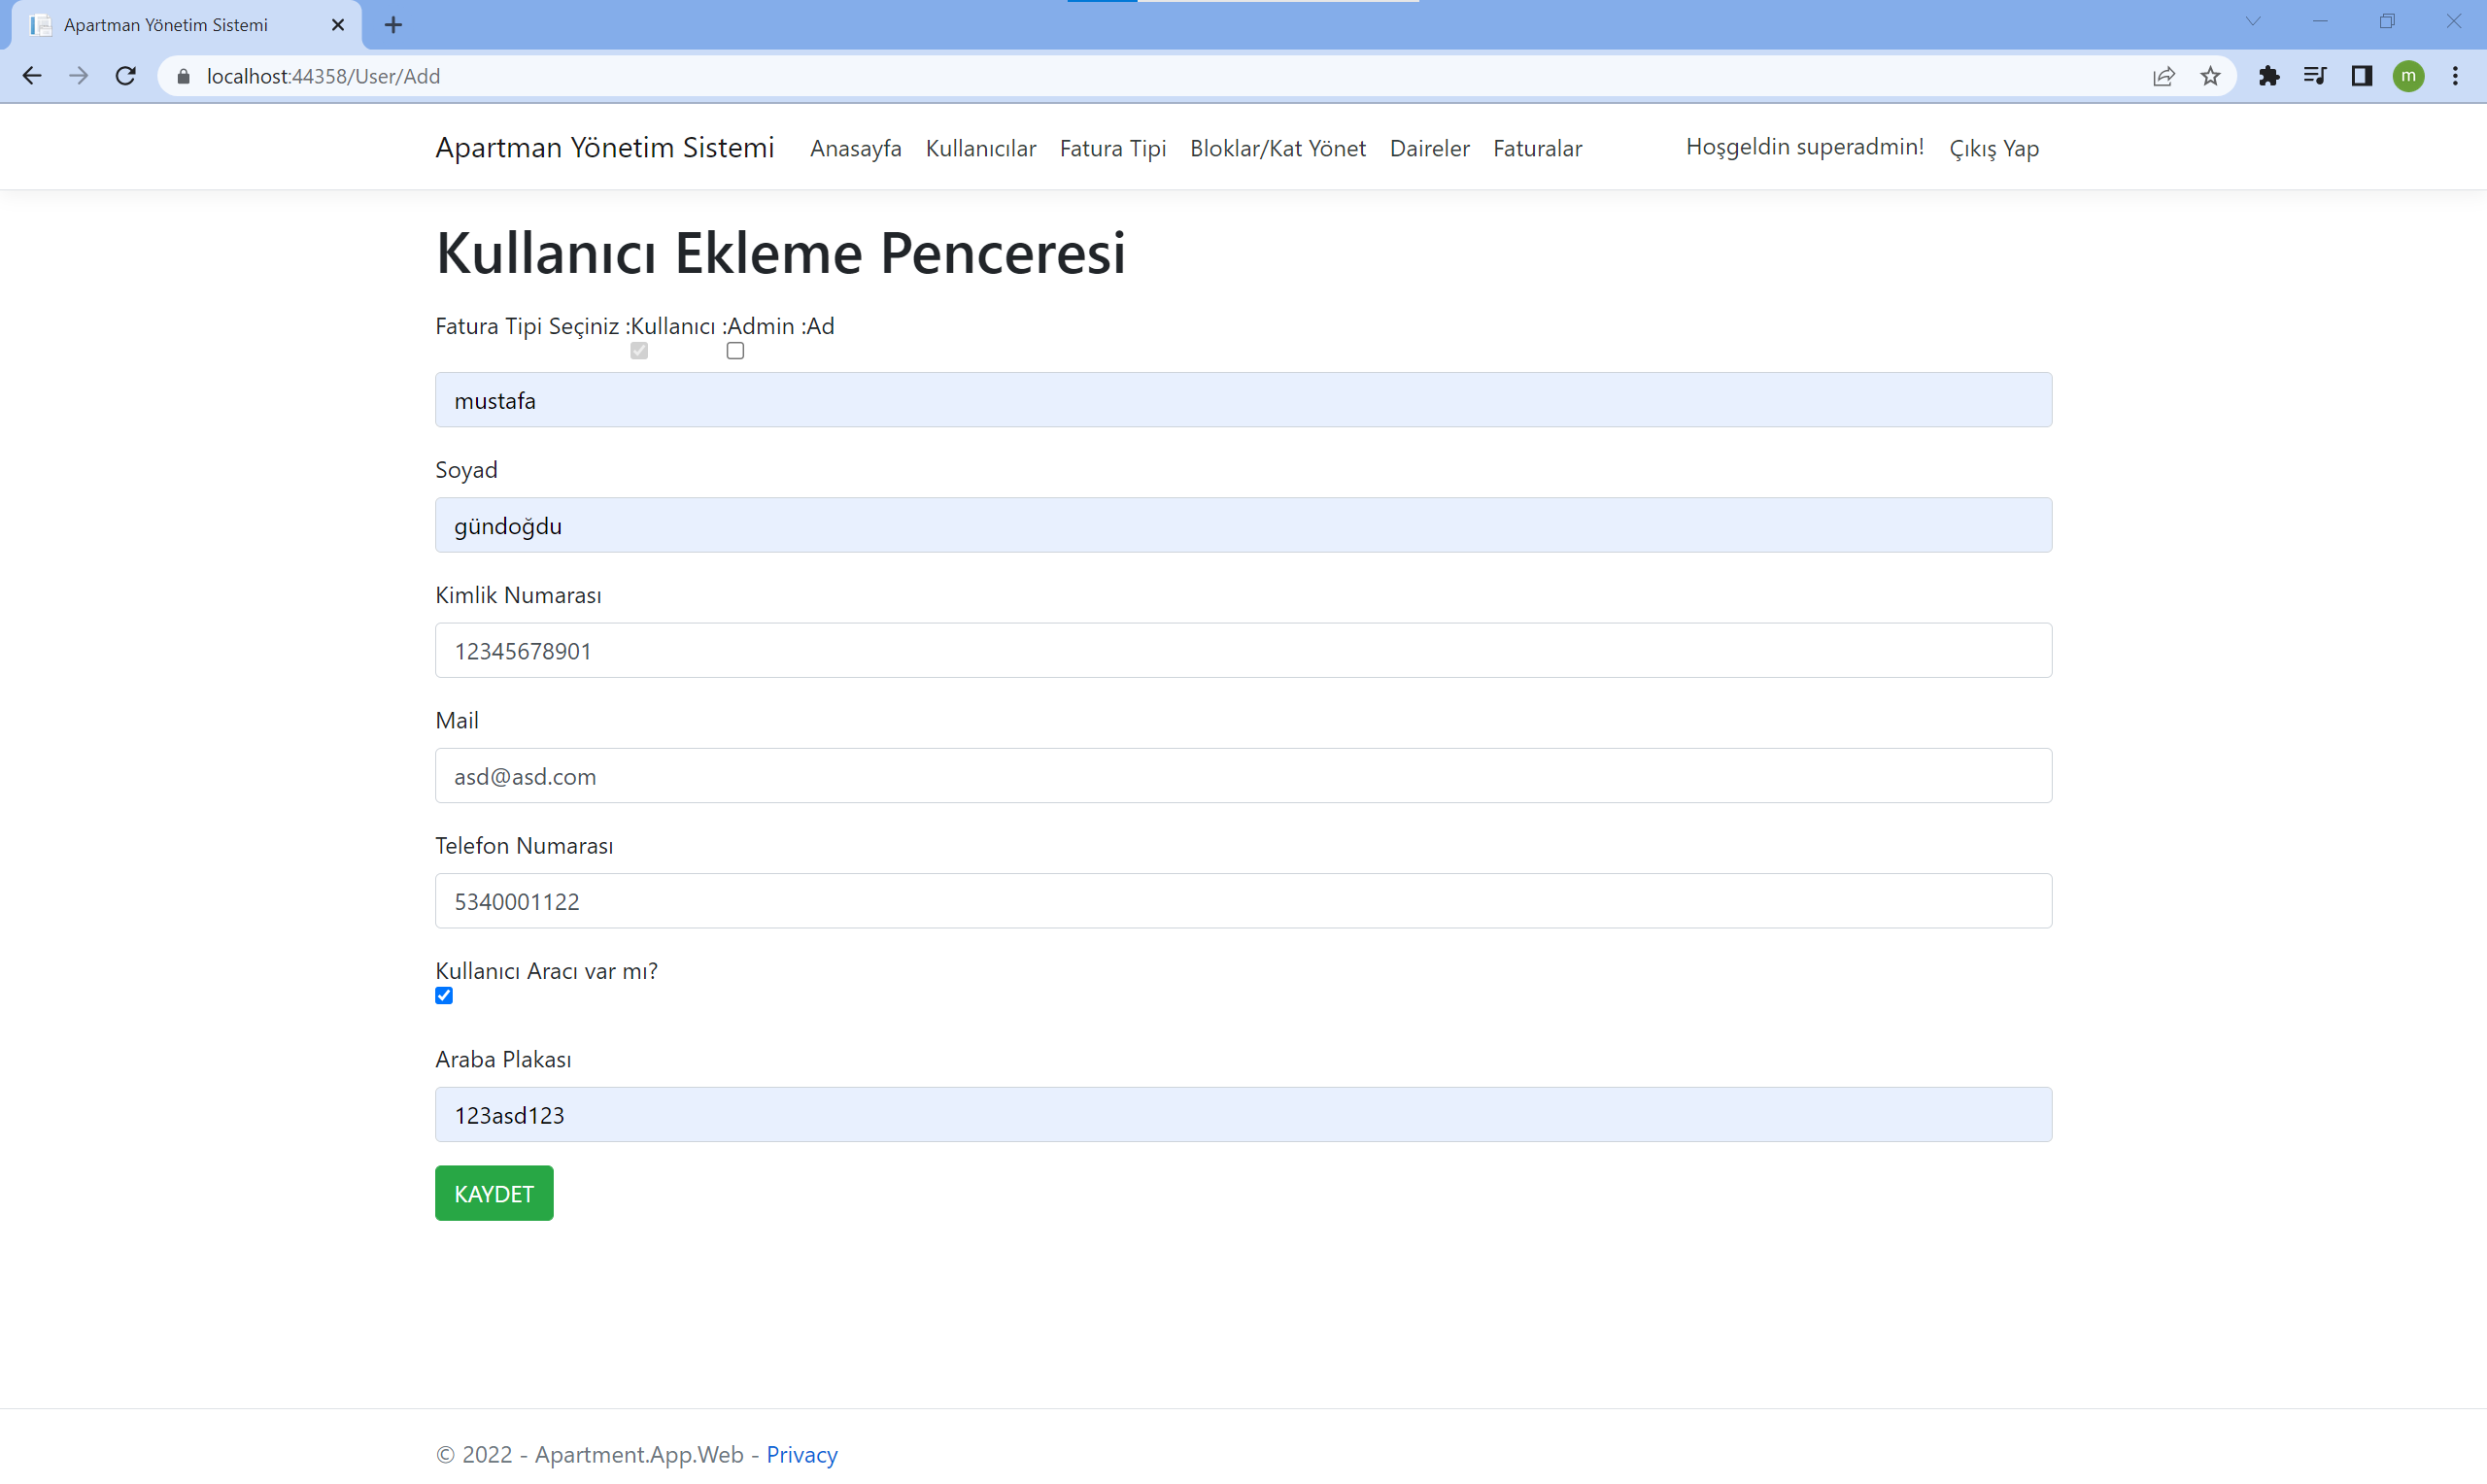 Apartman Yönetim Sistemi
localhost:44358/User/Add
m
Apartman Yönetim Sistemi Anasayfa Kullanıcılar Fatura Tipi Bloklar/Kat Yönet Daireler Faturalar Hoşgeldin superadmin! Çıkış Yap
Kullanıcı Ekleme Penceresi
Fatura Tipi Seçiniz :Kullanıcı :Admin :Ad
mustafa
Soyad
gündoğdu
Kimlik Numarası
12345678901
Mail
asd@asd.com
Telefon Numarası
5340001122
Kullanıcı Aracı var mı?
Araba Plakası
123asd123
KAYDET
© 2022 - Apartment.App.Web - Privacy